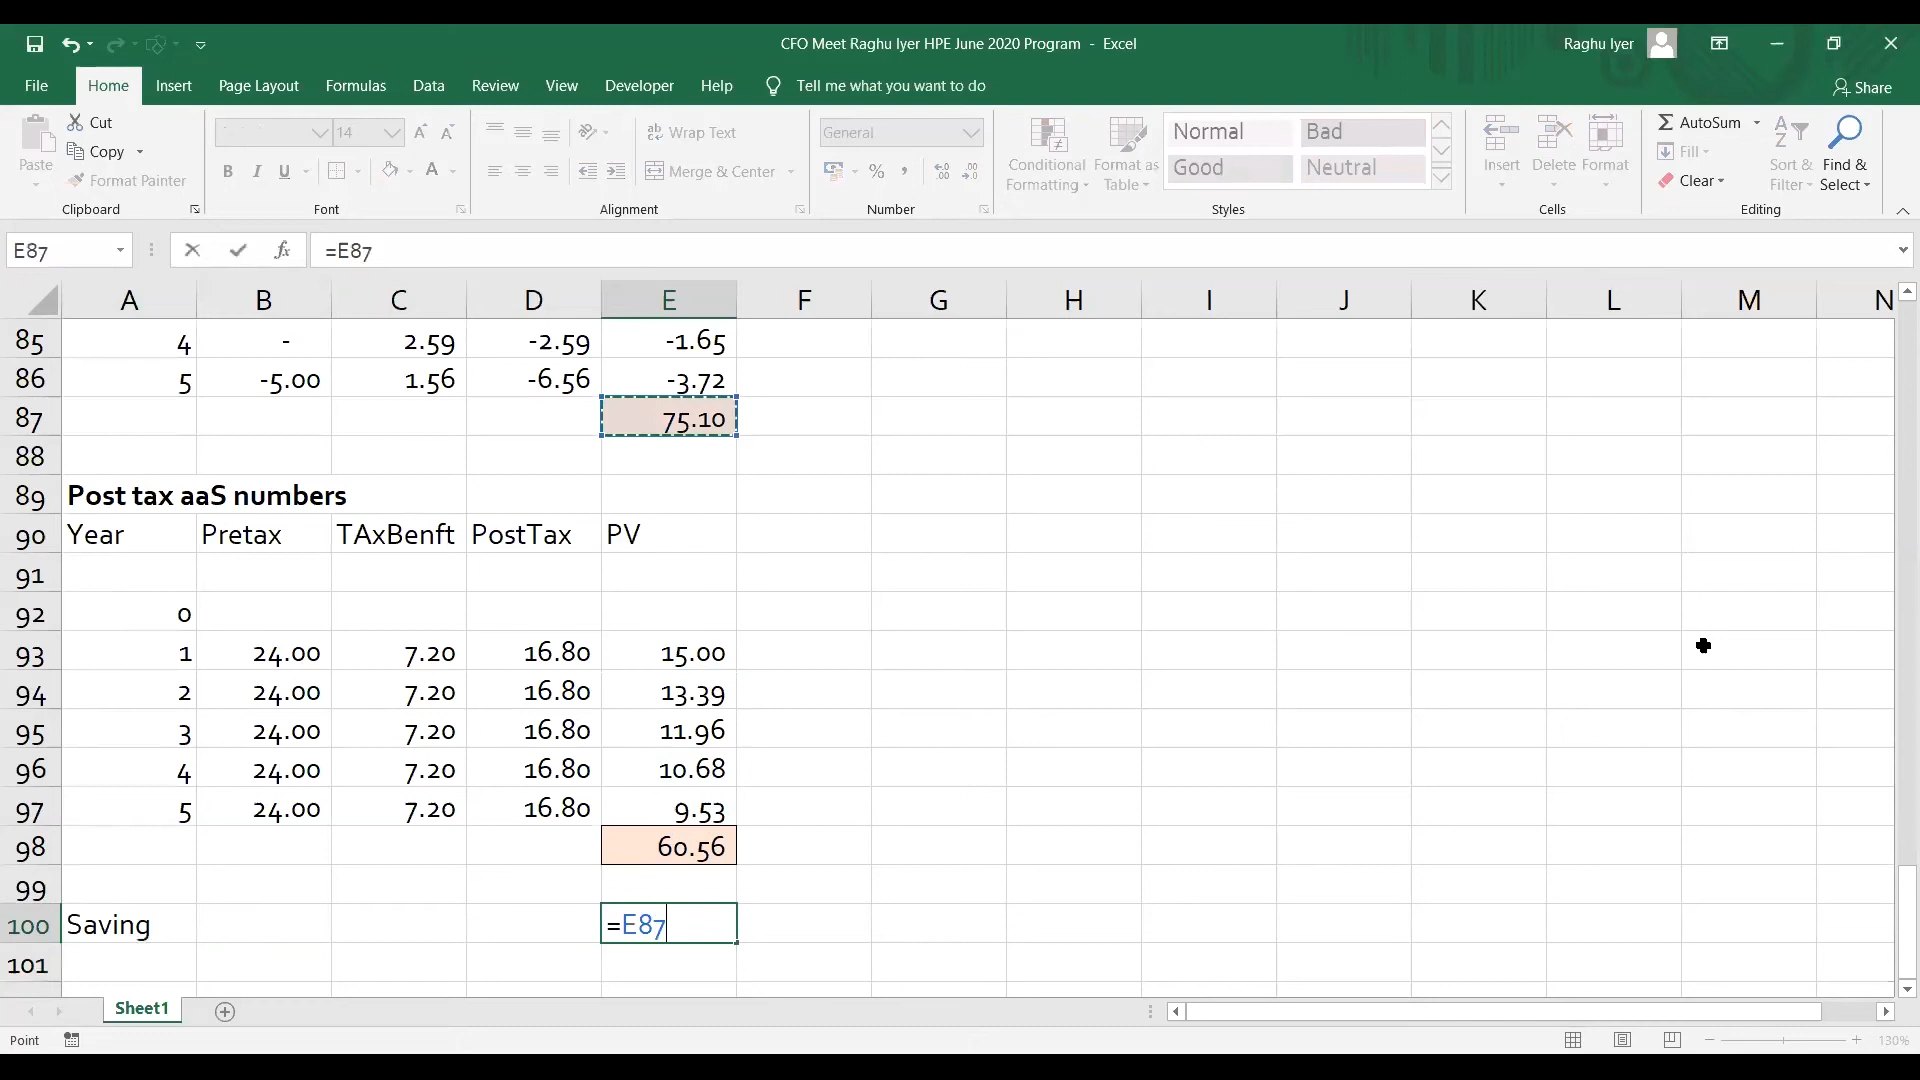 CFO Meet Raghu Iyer HPE June 2020 Program - Excel
Raghu Iyer
File Home Insert Page Layout Formulas Data Review View Developer Help Tell me what you want to do
Share
Paste
Cut
Copy
Format Painter
Clipboard
14
B I U A
Font
Wrap Text
Merge & Center
Alignment
General
%
Number
Conditional Formatting
Format as Table
Normal Bad
Good Neutral
Styles
Insert Delete Format
Cells
AutoSum
Fill
Clear
Sort & Filter
Find & Select
Editing
E87 fx =E87
A B C D E F G H I J K L M N
85 4 - 2.59 -2.59 -1.65
86 5 -5.00 1.56 -6.56 -3.72
87 75.10
88
89 Post tax aaS numbers
90 Year Pretax TAxBenft PostTax PV
91
92 0
93 1 24.00 7.20 16.80 15.00
94 2 24.00 7.20 16.80 13.39
95 3 24.00 7.20 16.80 11.96
96 4 24.00 7.20 16.80 10.68
97 5 24.00 7.20 16.80 9.53
98 60.56
99
100 Saving =E87
101
Sheet1
Point 130%